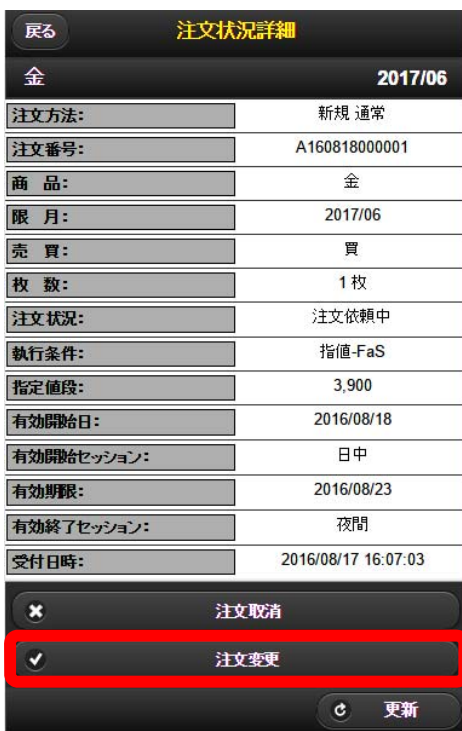 戻る 注文状況詳細
金 2017/06
注文方法: 新規 通常
注文番号: A160818000001
商 品: 金
限 月: 2017/06
売 買: 買
枚 数: 1 枚
注文状況: 注文依頼中
執行条件: 指値-FaS
指定値段: 3,900
有効開始日: 2016/08/18
有効開始セッション: 日中
有効期限: 2016/08/23
有効終了セッション: 夜間
受付日時: 2016/08/17 16:07:03
注文取消
注文変更
更新